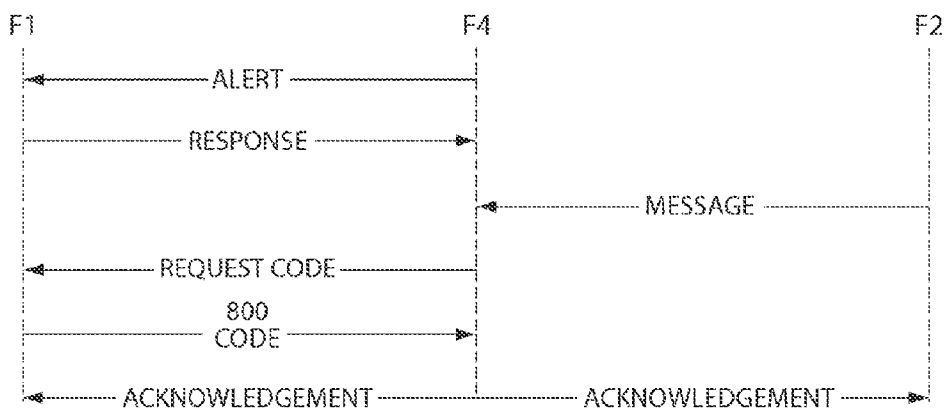 F1 F4 F2
ALERT
RESPONSE
MESSAGE
REQUEST CODE
800
CODE
ACKNOWLEDGEMENT ACKNOWLEDGEMENT